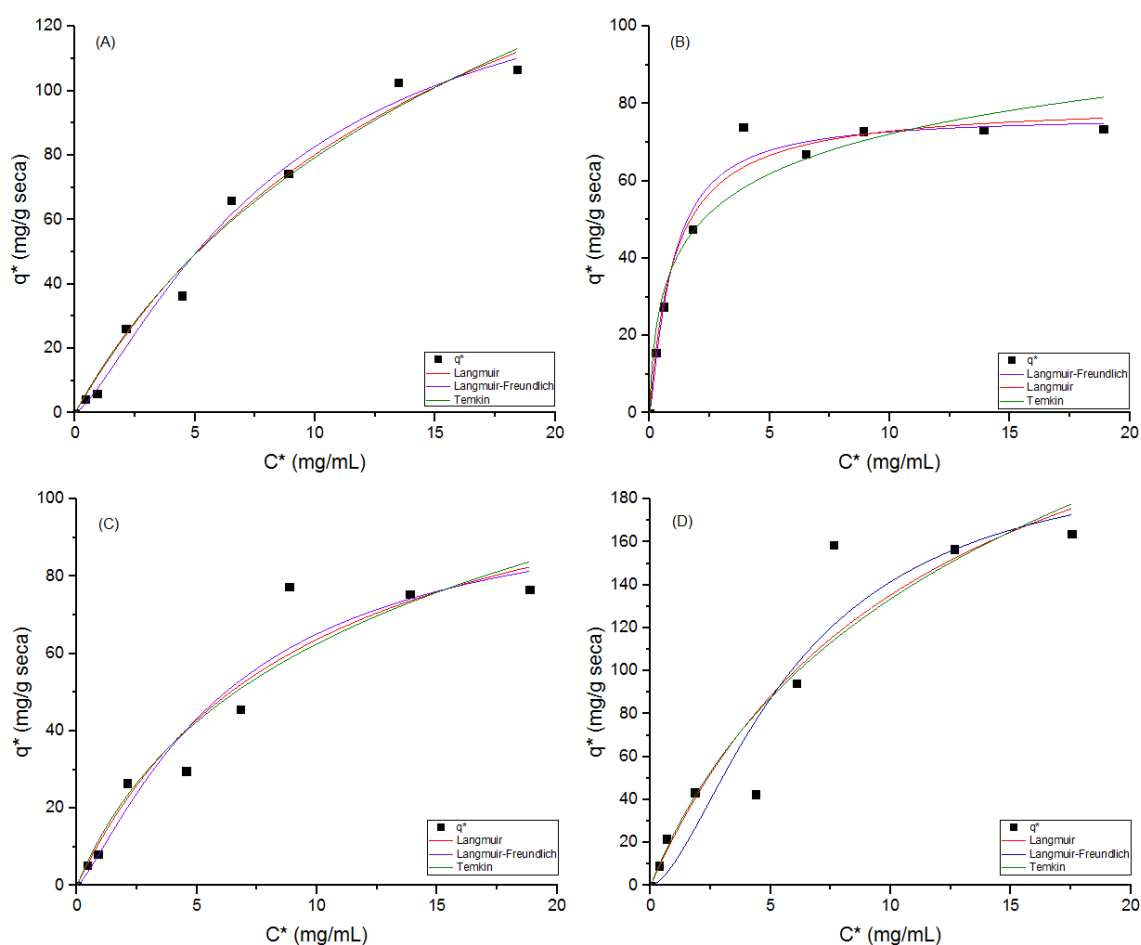 (A)
120
100
80
60
40
20
0
q* (mg/g seca)
0 5 10 15 20
C* (mg/mL)
q*
Langmuir
Langmuir-Freundlich
Temkin
(B)
100
80
60
40
20
0
q* (mg/g seca)
0 5 10 15 20
C* (mg/mL)
q*
Langmuir-Freundlich
Langmuir
Temkin
(C)
100
80
60
40
20
0
q* (mg/g seca)
0 5 10 15 20
C* (mg/mL)
q*
Langmuir
Langmuir-Freundlich
Temkin
(D)
180
160
140
120
100
80
60
40
20
0
q* (mg/g seca)
0 5 10 15 20
C* (mg/mL)
q*
Langmuir
Langmuir-Freundlich
Temkin